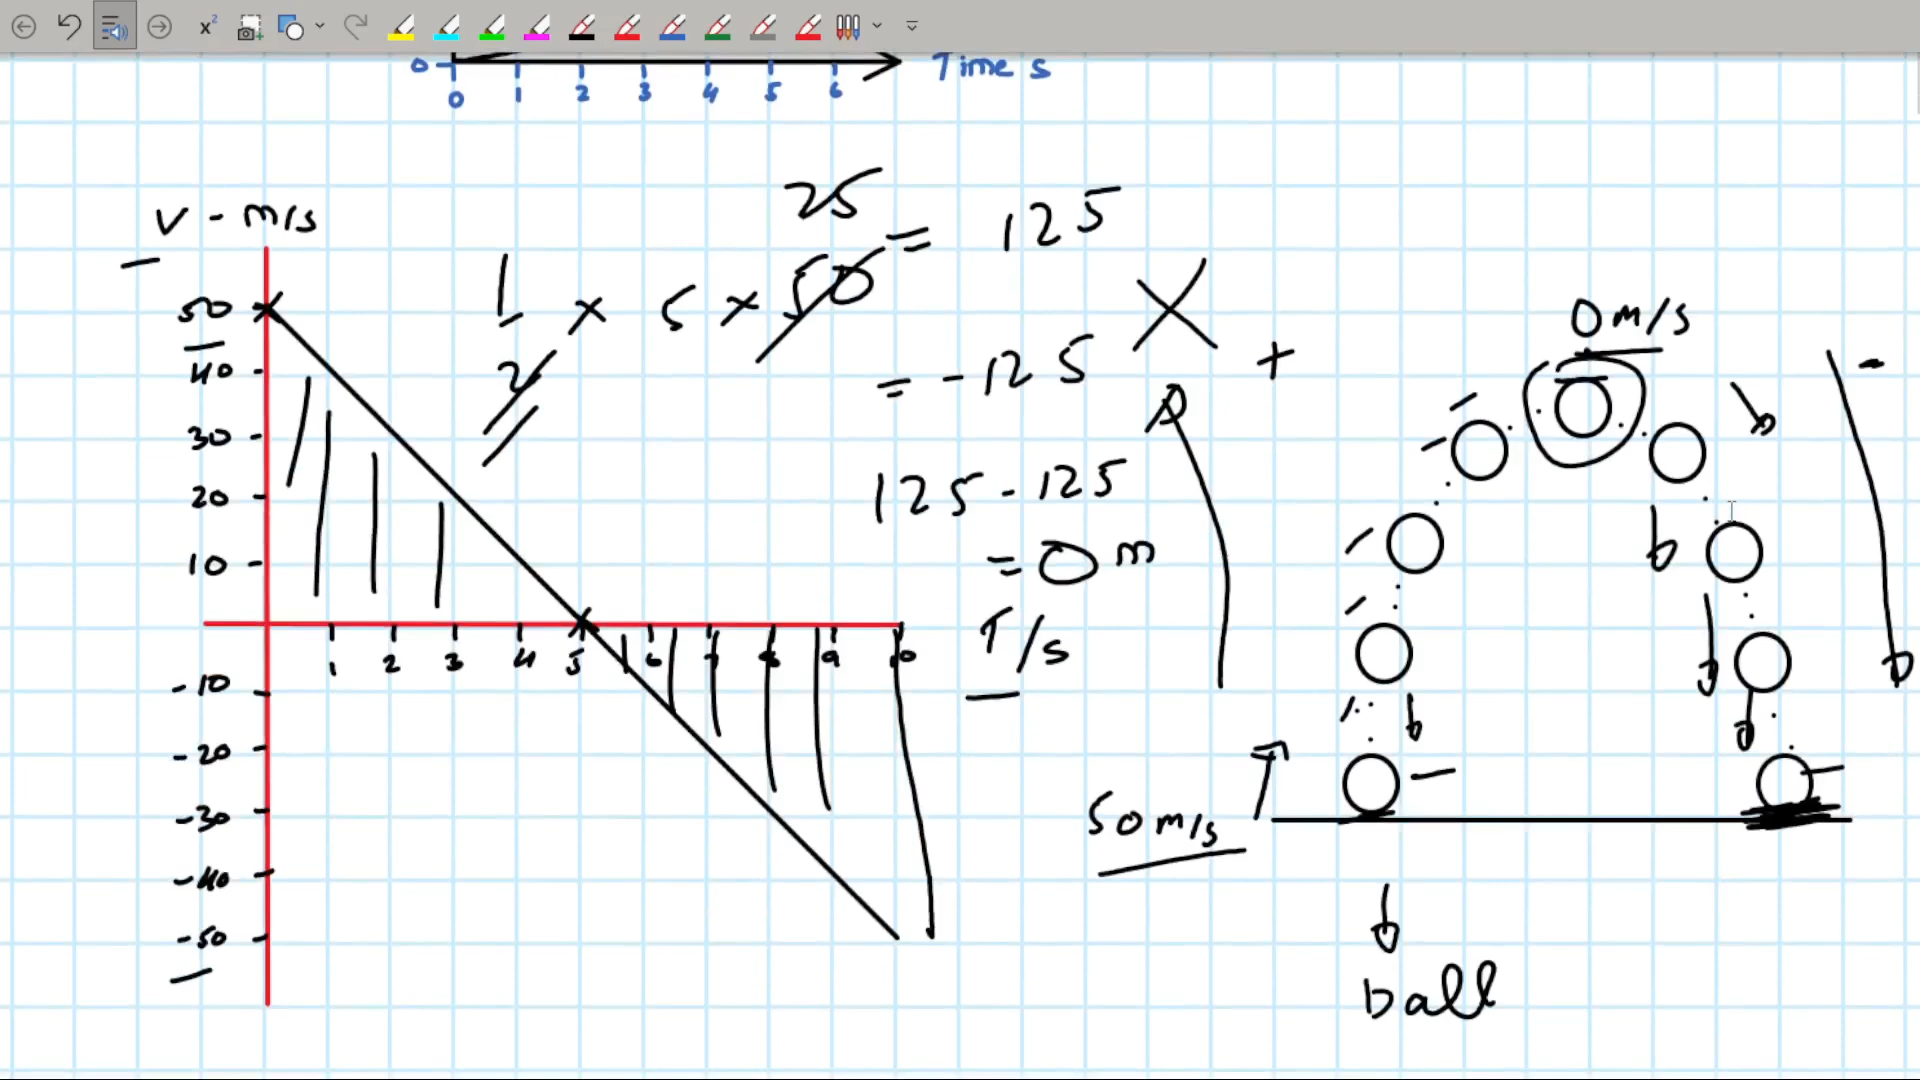 x²
0 Time s
0 1 2 3 4 5 6
v - m/s
25
1/2 × 5 × 50 = 125
= -125
125 - 125
= 0 m
T/s
50
40
30
20
10
1 2 3 4 5 6 7 8 9 10
-10
-20
-30
-40
-50
0 m/s
+
-
50 m/s
ball